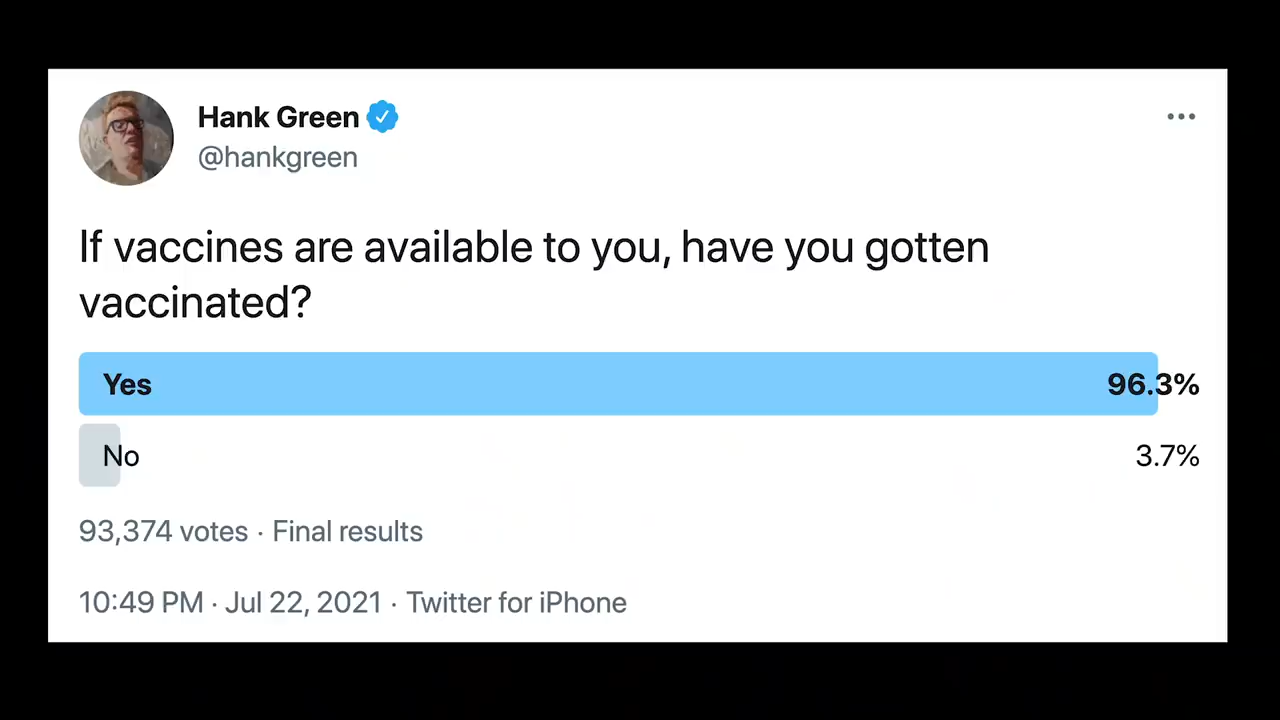 Hank Green
@hankgreen
If vaccines are available to you, have you gotten
vaccinated?
Yes 96.3%
No 3.7%
93,374 votes · Final results
10:49 PM · Jul 22, 2021 · Twitter for iPhone